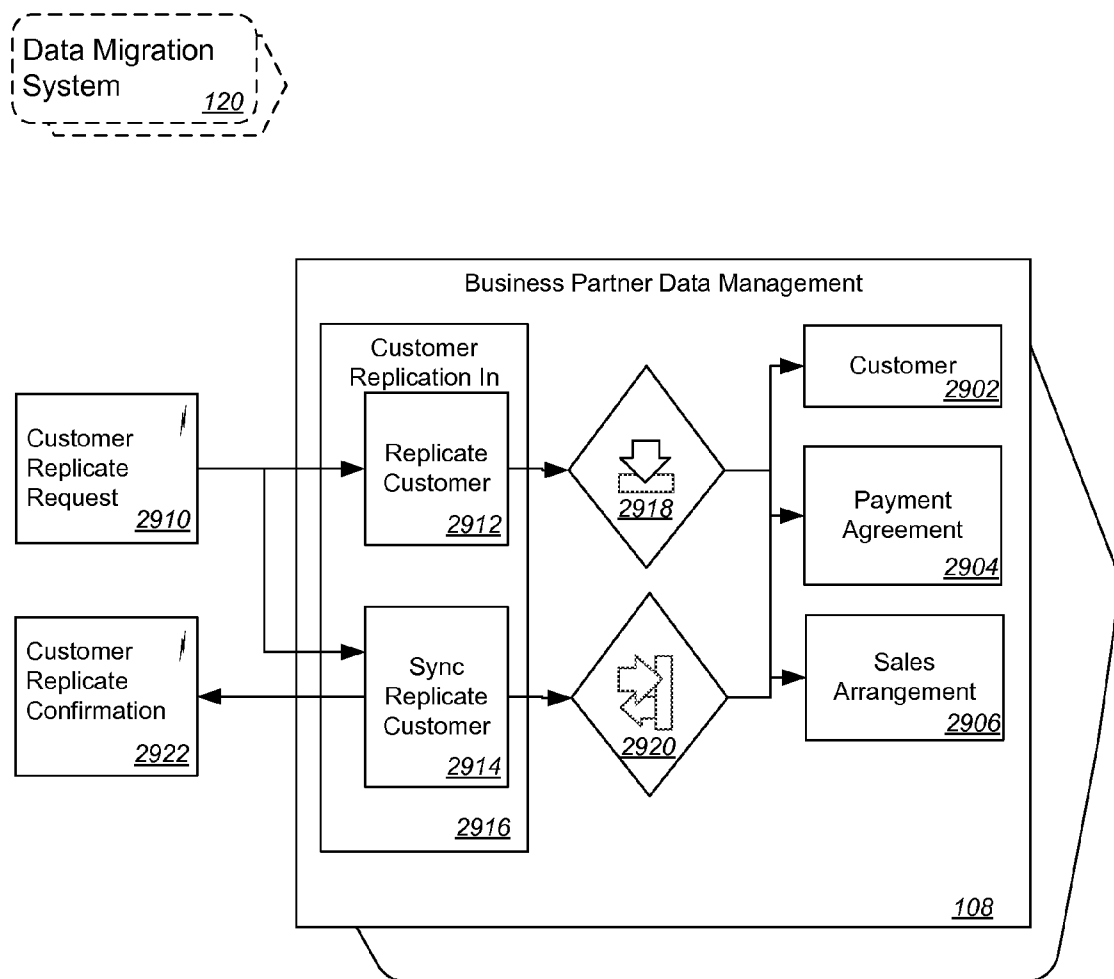 Data Migration
System
120
Business Partner Data Management
Customer
Replication In
Customer
Replicate
Request
2910
Replicate
Customer
2912
2918
Customer
2902
Payment
Agreement
2904
Customer
Replicate
Confirmation
2922
Sync
Replicate
Customer
2914
2916
2920
Sales
Arrangement
2906
108